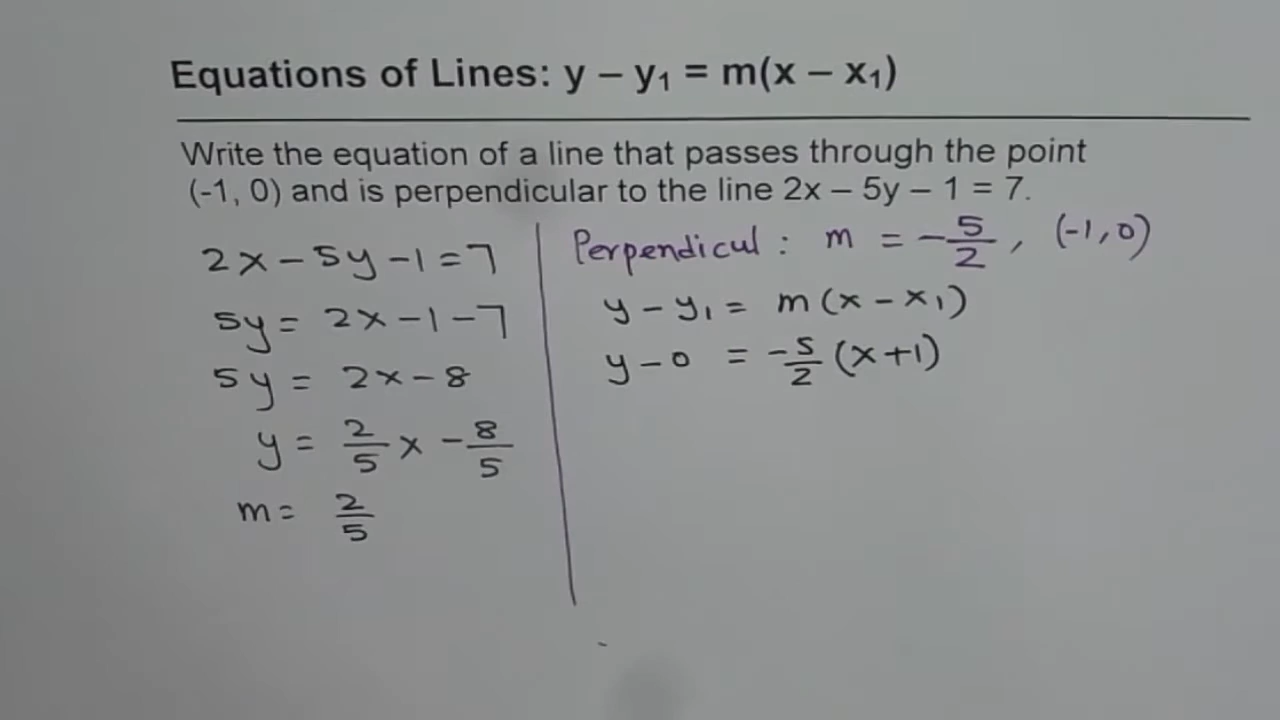 Equations of Lines: y – y₁ = m(x – x₁)
Write the equation of a line that passes through the point
(-1, 0) and is perpendicular to the line 2x – 5y – 1 = 7.
2x - 5y - 1 = 7
5y = 2x - 1 - 7
5y = 2x - 8
y = 2/5 x - 8/5
m = 2/5
Perpendicul : m = - 5/2 , (-1, 0)
y - y₁ = m(x - x₁)
y - 0 = - 5/2 (x + 1)